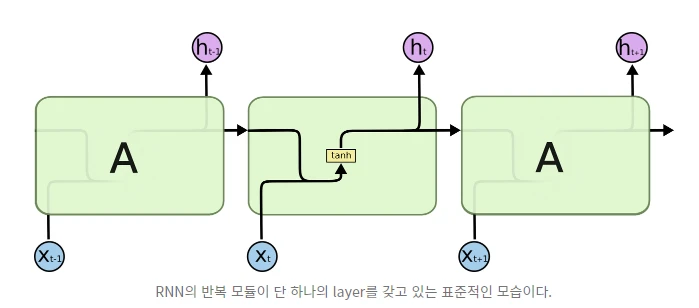 h t-1 h t h t+1
A tanh A
x t-1 x t x t+1
RNN의 반복 모듈이 단 하나의 layer를 갖고 있는 표준적인 모습이다.